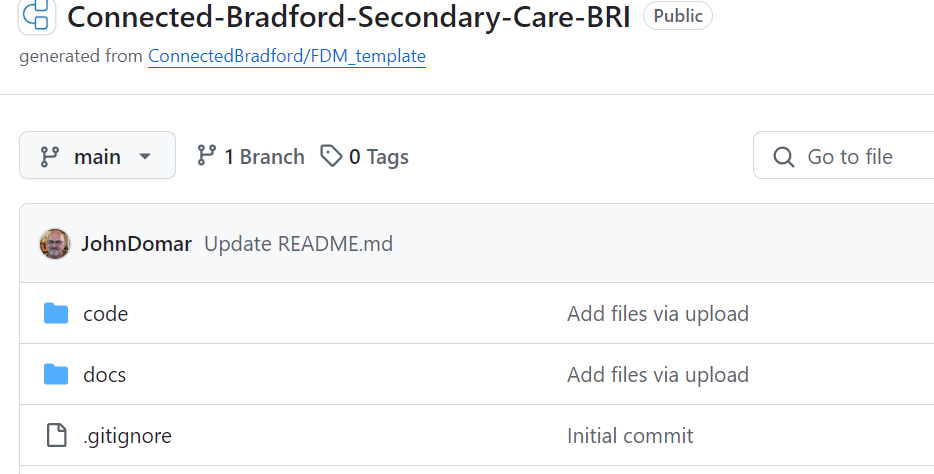 Connected-Bradford-Secondary-Care-BRI Public
generated from ConnectedBradford/FDM_template
main 1 Branch 0 Tags Go to file
JohnDomar Update README.md
code Add files via upload
docs Add files via upload
.gitignore Initial commit